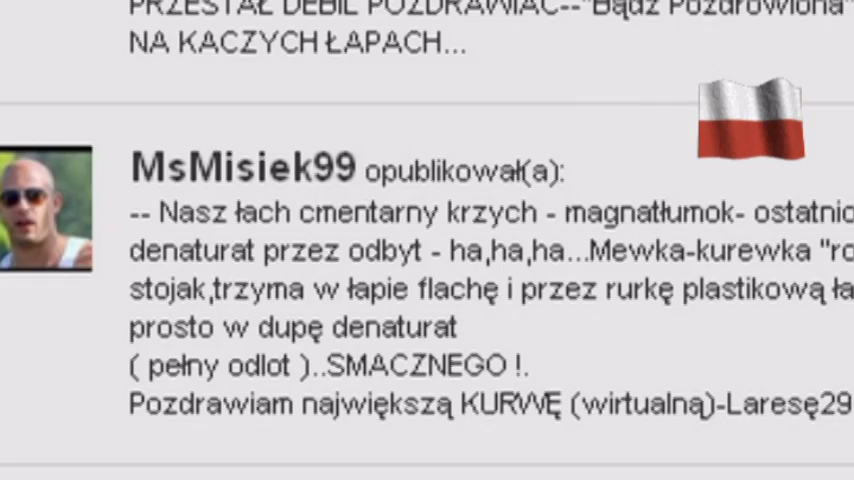 PRZESTAŁ DEBIL POZDRAWIAĆ--"Bądź Pozdrowiona"
NA KACZYCH ŁAPACH...
MsMisiek99 opublikował(a):
-- Nasz łach cmentarny krzych - magnatłumok- ostatnio
denaturat przez odbyt - ha,ha,ha...Mewka-kurewka "ro
stojak,trzyma w łapie flachę i przez rurkę plastikową ła
prosto w dupę denaturat
( pełny odlot )..SMACZNEGO !.
Pozdrawiam największą KURWĘ (wirtualną)-Laresę29